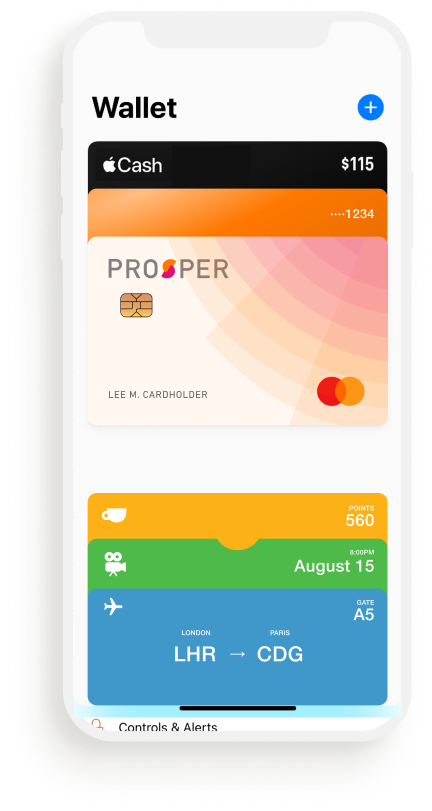 Wallet
Cash
$115
····1234
PROSPER
LEE M. CARDHOLDER
POINTS
560
8:00PM
August 15
GATE
A5
LONDON PARIS
LHR → CDG
Controls & Alerts